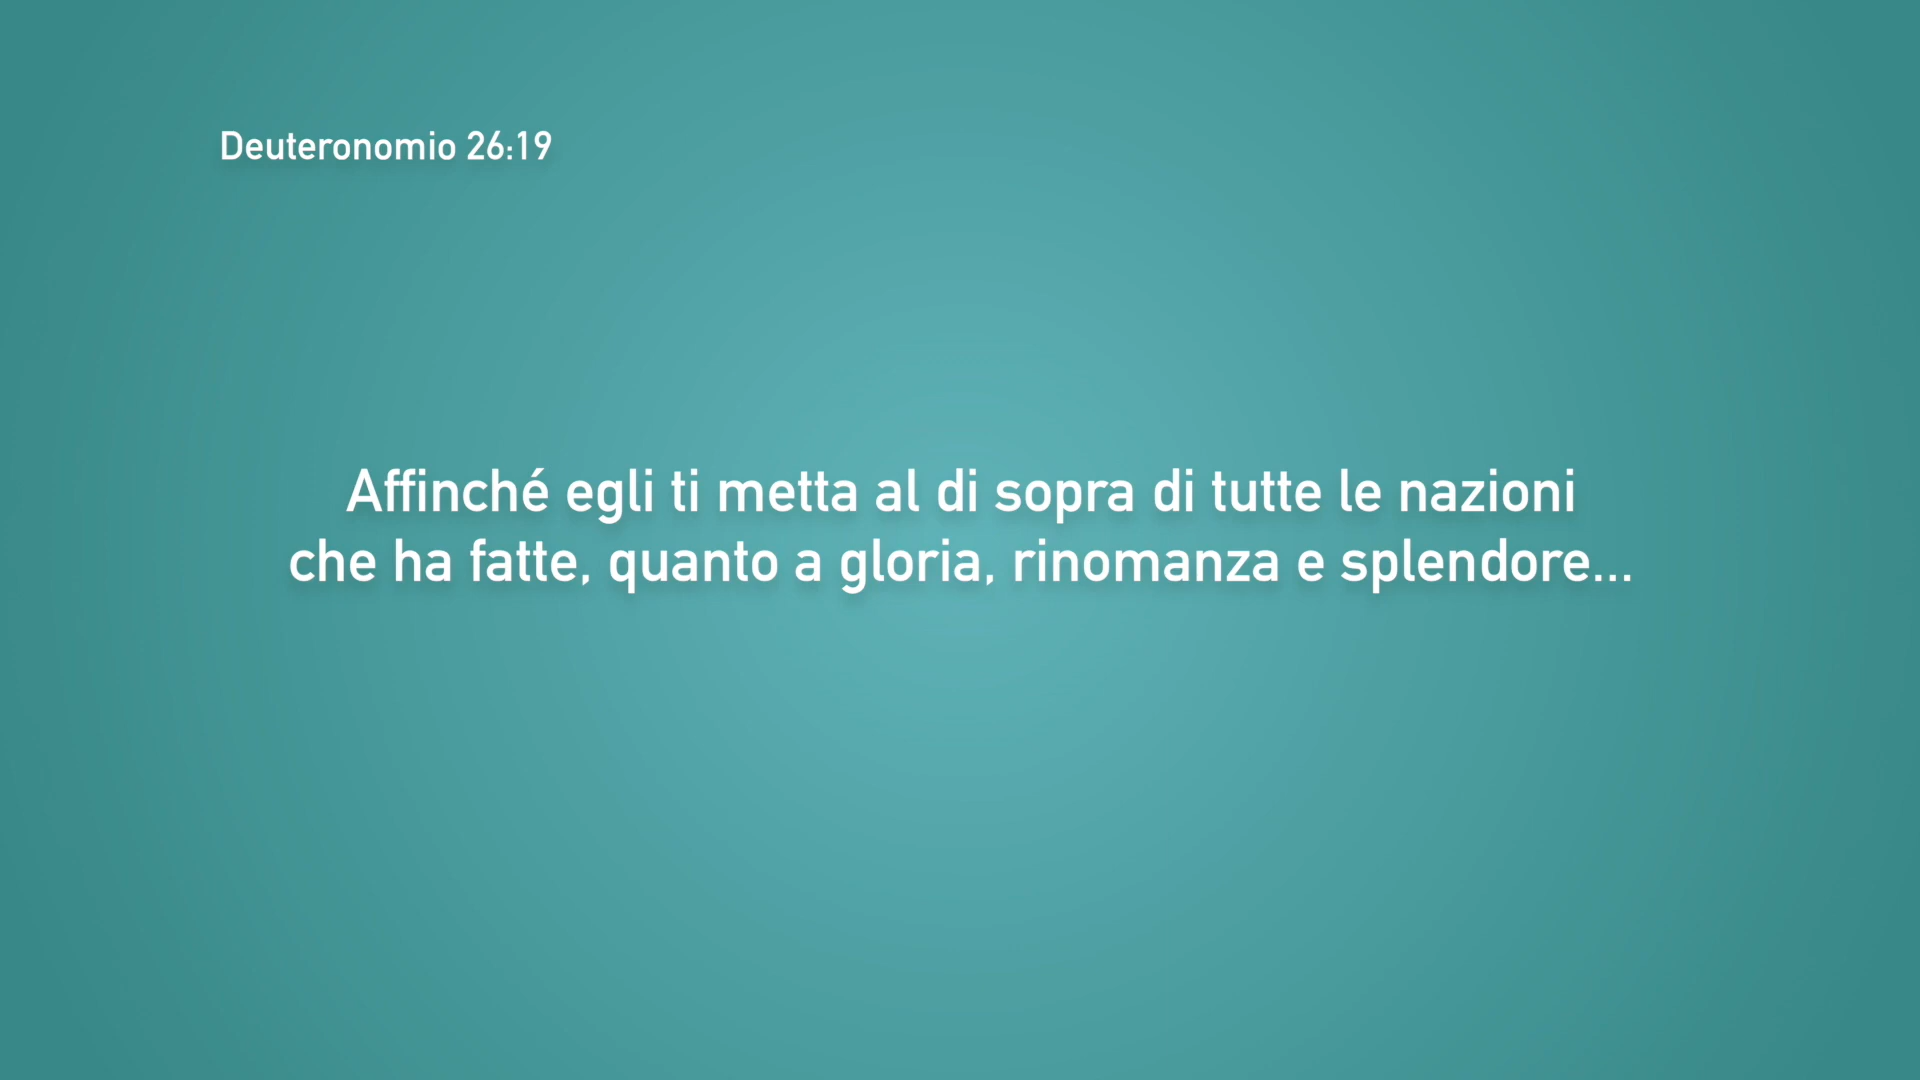 Deuteronomio 26:19
Affinché egli ti metta al di sopra di tutte le nazioni
che ha fatte, quanto a gloria, rinomanza e splendore...